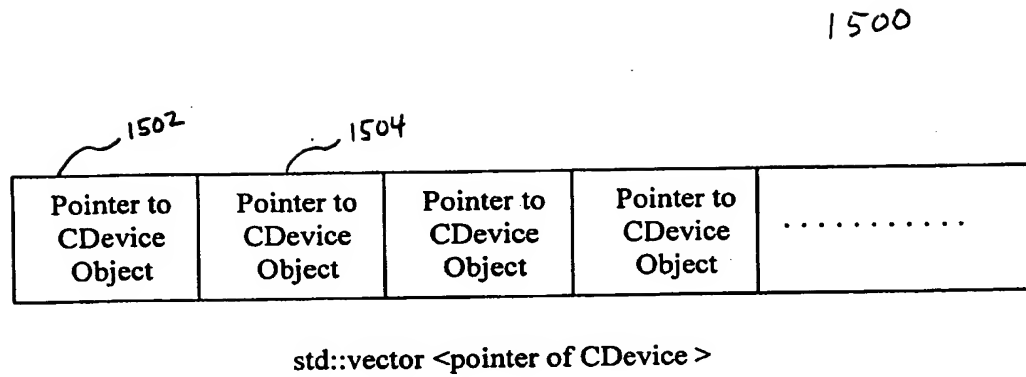 1500
1502
1504
Pointer to
CDevice
Object
Pointer to
CDevice
Object
Pointer to
CDevice
Object
Pointer to
CDevice
Object
...........
std::vector <pointer of CDevice >